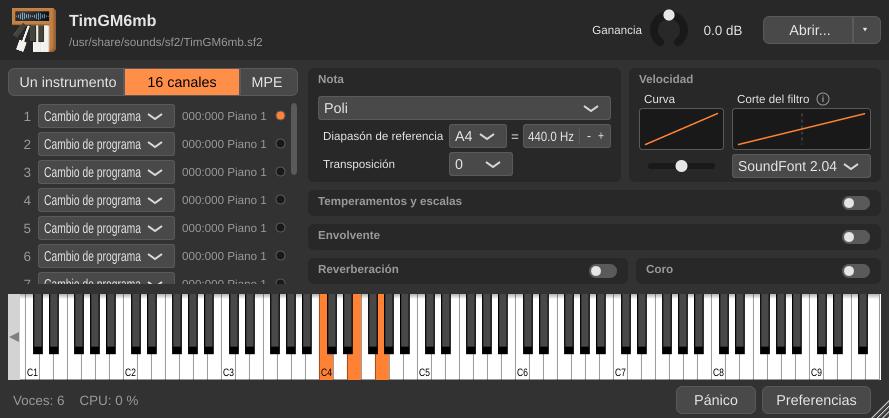 TimGM6mb
/usr/share/sounds/sf2/TimGM6mb.sf2
Ganancia 0.0 dB Abrir...
Un instrumento 16 canales MPE
1 Cambio de programa 000:000 Piano 1
2 Cambio de programa 000:000 Piano 1
3 Cambio de programa 000:000 Piano 1
4 Cambio de programa 000:000 Piano 1
5 Cambio de programa 000:000 Piano 1
6 Cambio de programa 000:000 Piano 1
7 Cambio de programa 000:000 Piano 1
Nota
Poli
Diapasón de referencia A4 = 440.0 Hz - +
Transposición 0
Velocidad
Curva Corte del filtro i
SoundFont 2.04
Temperamentos y escalas
Envolvente
Reverberación Coro
C1 C2 C3 C4 C5 C6 C7 C8 C9
Voces: 6 CPU: 0 % Pánico Preferencias